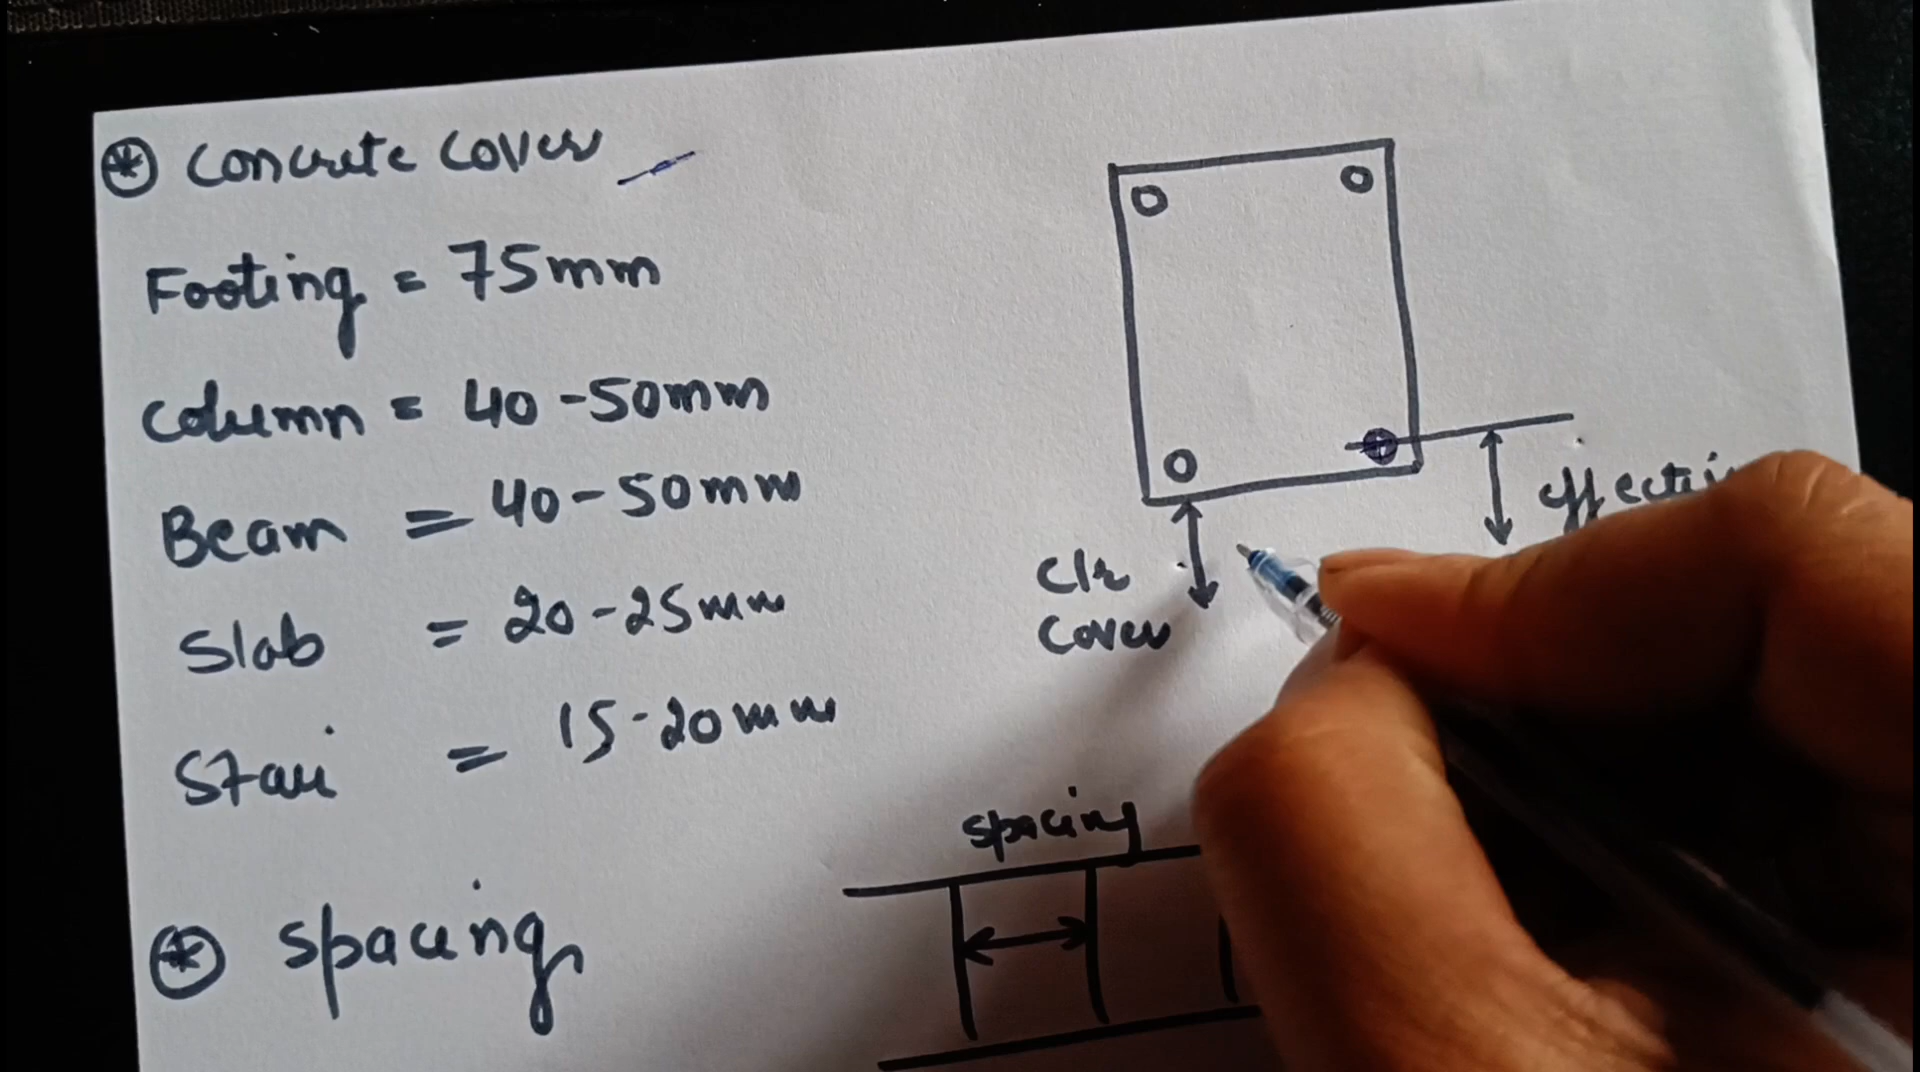 * Concrete Cover
Footing = 75mm
Column = 40-50mm
Beam = 40-50mm
Slab = 20-25mm
Stair = 15-20mm
* Spacing
Clr
Cover
spacing